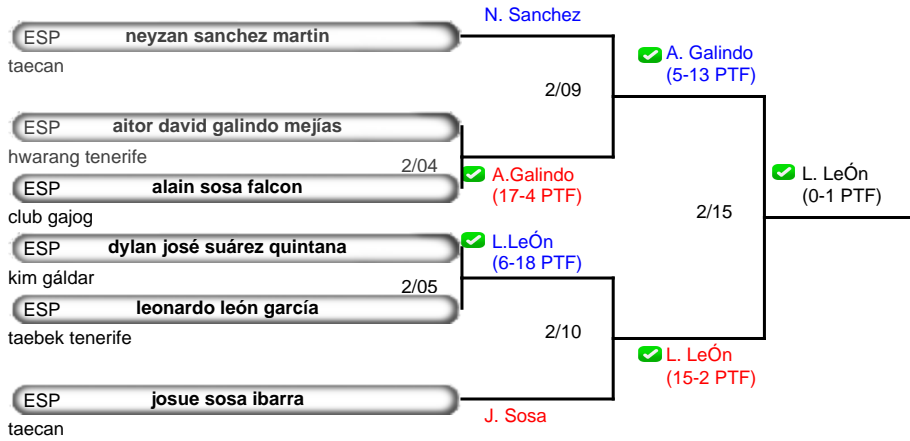 N. Sanchez
ESP neyzan sanchez martin
taecan
A. Galindo
(5-13 PTF)
2/09
ESP aitor david galindo mejías
hwarang tenerife
2/04
A.Galindo
(17-4 PTF)
ESP alain sosa falcon
club gajog
L. LeÓn
(0-1 PTF)
2/15
ESP dylan josé suárez quintana
kim gáldar
L.LeÓn
(6-18 PTF)
2/05
ESP leonardo león garcía
taebek tenerife
2/10
L. LeÓn
(15-2 PTF)
ESP josue sosa ibarra
taecan
J. Sosa